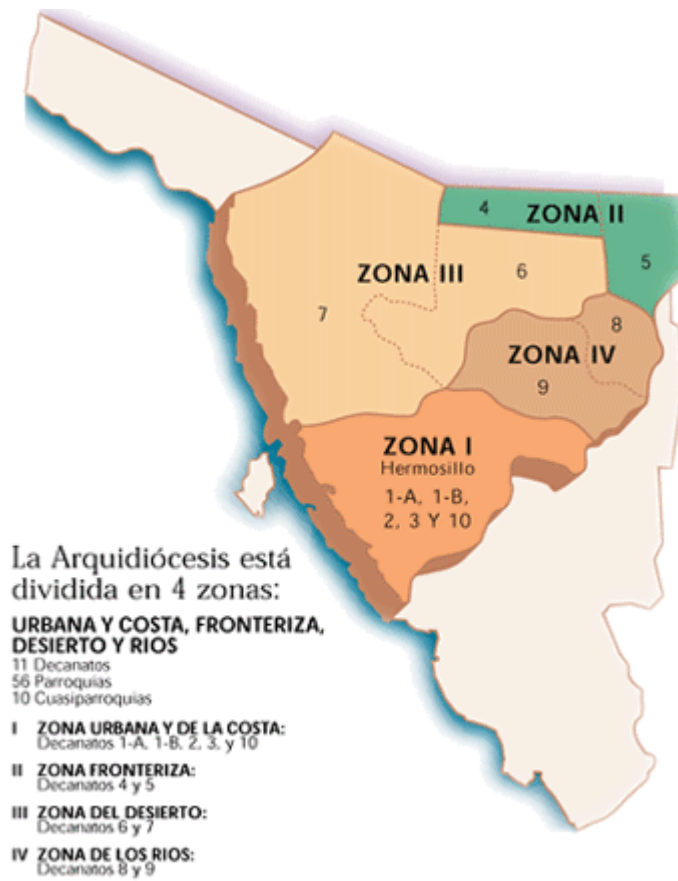 4 ZONA II
5
ZONA III 6
7
8
ZONA IV
9
ZONA I
Hermosillo
1-A, 1-B,
2, 3 Y 10
La Arquidiócesis está
dividida en 4 zonas:
URBANA Y COSTA, FRONTERIZA,
DESIERTO Y RIOS
11 Decanatos
56 Parroquias
10 Cuasiparroquias
I ZONA URBANA Y DE LA COSTA:
Decanatos 1-A, 1-B, 2, 3, y 10
II ZONA FRONTERIZA:
Decanatos 4 y 5
III ZONA DEL DESIERTO:
Decanatos 6 y 7
IV ZONA DE LOS RIOS:
Decanatos 8 y 9